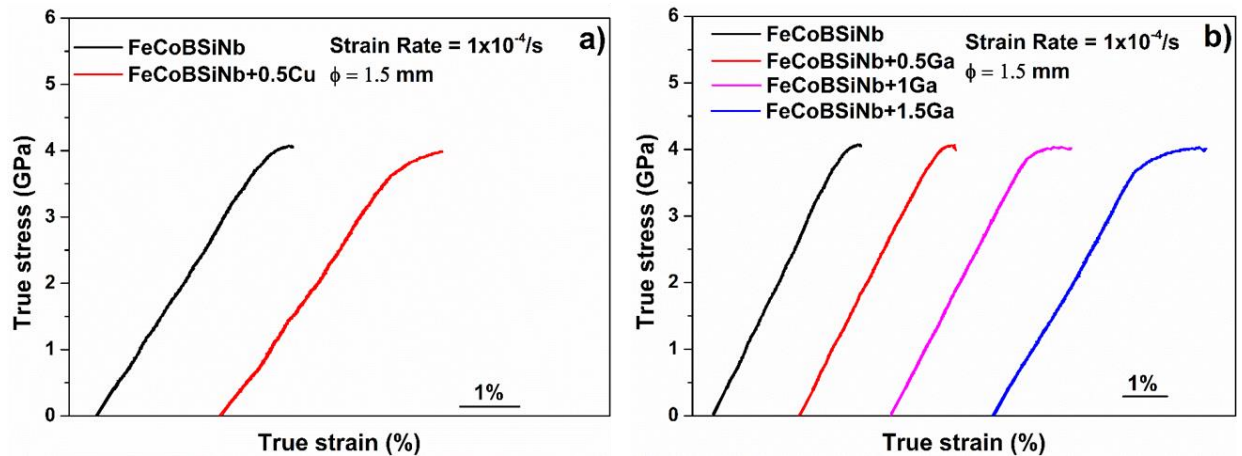 a)
FeCoBSiNb
FeCoBSiNb+0.5Cu
Strain Rate = 1x10⁻⁴/s
ϕ = 1.5 mm
True stress (GPa)
6
5
4
3
2
1
0
1%
True strain (%)
b)
FeCoBSiNb
FeCoBSiNb+0.5Ga
FeCoBSiNb+1Ga
FeCoBSiNb+1.5Ga
Strain Rate = 1x10⁻⁴/s
ϕ = 1.5 mm
True stress (GPa)
6
5
4
3
2
1
0
1%
True strain (%)